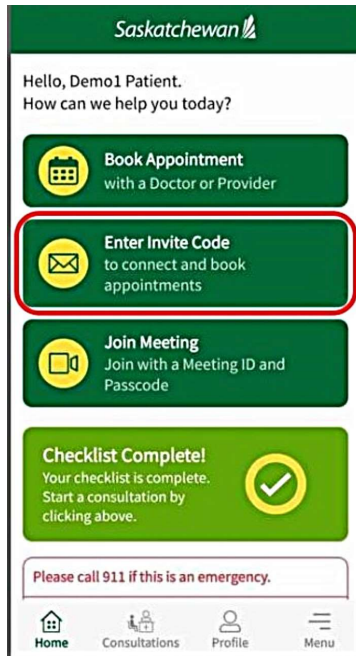 Saskatchewan
Hello, Demo1 Patient.
How can we help you today?
Book Appointment
with a Doctor or Provider
Enter Invite Code
to connect and book
appointments
Join Meeting
Join with a Meeting ID and
Passcode
Checklist Complete!
Your checklist is complete.
Start a consultation by
clicking above.
Please call 911 if this is an emergency.
Home Consultations Profile Menu